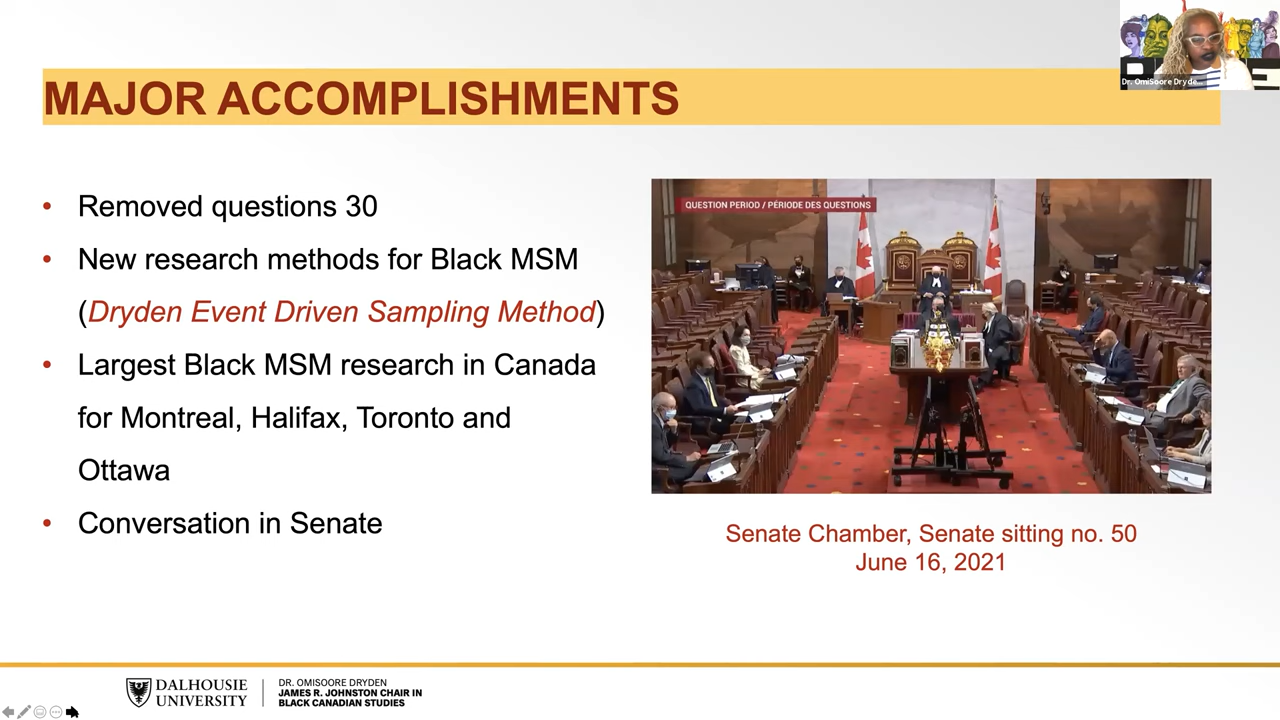 MAJOR ACCOMPLISHMENTS
Dr. OmiSoore Dryde...
• Removed questions 30
• New research methods for Black MSM
(Dryden Event Driven Sampling Method)
• Largest Black MSM research in Canada
for Montreal, Halifax, Toronto and
Ottawa
• Conversation in Senate
QUESTION PERIOD / PÉRIODE DES QUESTIONS
Senate Chamber, Senate sitting no. 50
June 16, 2021
DALHOUSIE
UNIVERSITY
DR. OMISOORE DRYDEN
JAMES R. JOHNSTON CHAIR IN
BLACK CANADIAN STUDIES